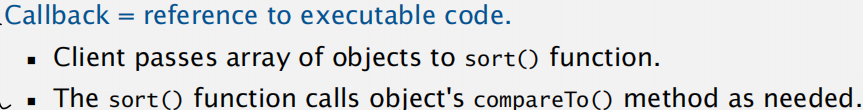 Callback = reference to executable code.
▪ Client passes array of objects to sort() function.
▪ The sort() function calls object's compareTo() method as needed.